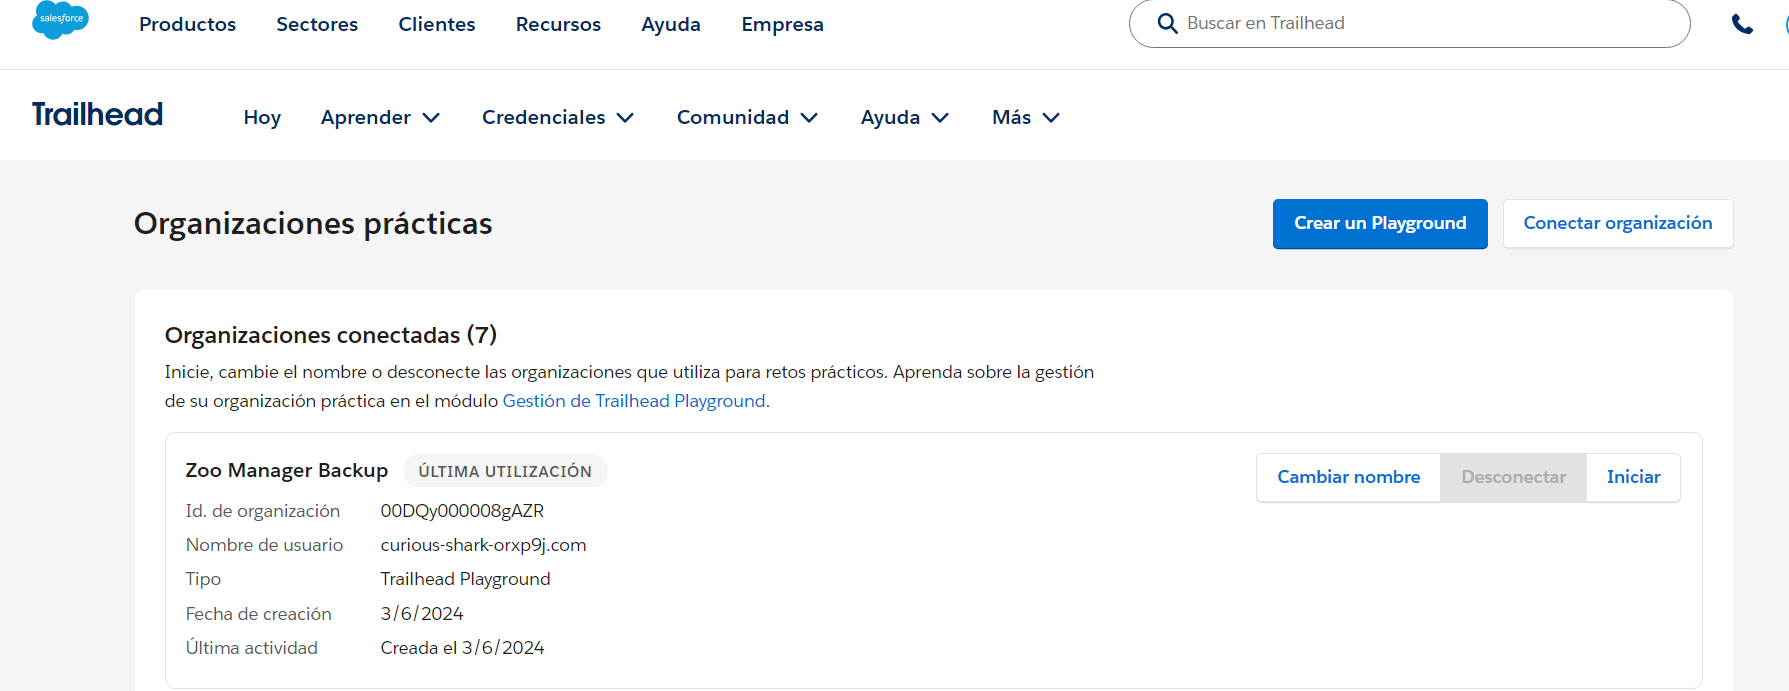 salesforce
Productos Sectores Clientes Recursos Ayuda Empresa Buscar en Trailhead
Trailhead Hoy Aprender Credenciales Comunidad Ayuda Más
Organizaciones prácticas Crear un Playground Conectar organización
Organizaciones conectadas (7)
Inicie, cambie el nombre o desconecte las organizaciones que utiliza para retos prácticos. Aprenda sobre la gestión
de su organización práctica en el módulo Gestión de Trailhead Playground.
Zoo Manager Backup ÚLTIMA UTILIZACIÓN Cambiar nombre Desconectar Iniciar
Id. de organización 00DQy000008gAZR
Nombre de usuario curious-shark-orxp9j.com
Tipo Trailhead Playground
Fecha de creación 3/6/2024
Última actividad Creada el 3/6/2024